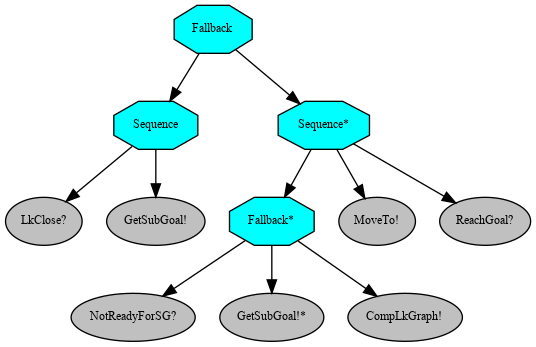 Fallback
Sequence
Sequence*
LkClose?
GetSubGoal!
Fallback*
MoveTo!
ReachGoal?
NotReadyForSG?
GetSubGoal!*
CompLkGraph!